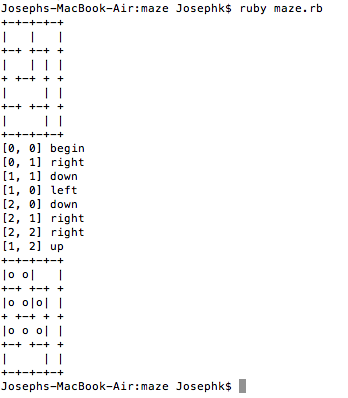 Josephs-MacBook-Air:maze Josephk$ ruby maze.rb
+-+-+-+-+
|   |   |
+-+ +-+ +
|   | | |
+ +-+ + +
|     | |
+-+ +-+ +
|     | |
+-+-+-+-+
[0, 0] begin
[0, 1] right
[1, 1] down
[1, 0] left
[2, 0] down
[2, 1] right
[2, 2] right
[1, 2] up
+-+-+-+-+
|o o|   |
+-+ +-+ +
|o o|o| |
+ +-+ + +
|o o o| |
+-+ +-+ +
|     | |
+-+-+-+-+
Josephs-MacBook-Air:maze Josephk$